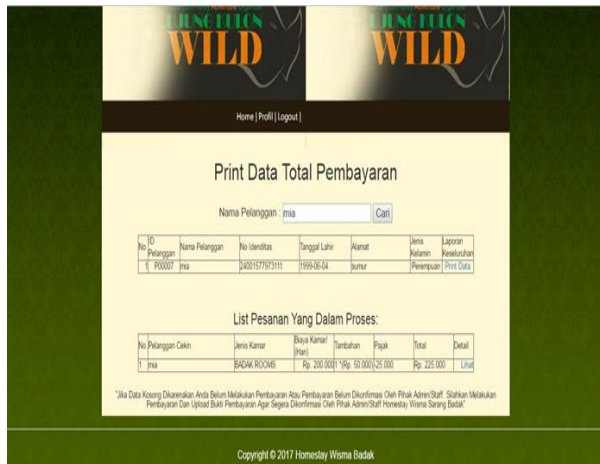 UJUNG KULON UJUNG KULON
WILD WILD
Home | Profil | Logout |
Print Data Total Pembayaran
Nama Pelanggan : mia Cari
No ID Pelanggan Nama Pelanggan No Idenditas Tanggal Lahir Alamat Jenis Kelamin Laporan Keseluruhan
1 P00007 mia 24001577973111 1999-06-04 sumur Perempuan Print Data
List Pesanan Yang Dalam Proses:
No Pelanggan Cekin Jenis Kamar Biaya Kamar/ (Hari) Tambahan Pajak Total Detail
1 mia BADAK ROOMS Rp. 200.000 1 *(Rp. 50.000) -25.000 Rp. 225.000 Lihat
"Jika Data Kosong Dikarenakan Anda Belum Melakukan Pembayaran Atau Pembayaran Belum Dikonfirmasi Oleh Pihak Admin/Staff. Silahkan Melakukan
Pembayaran Dan Upload Bukti Pembayaran Agar Segera Dikonfirmasi Oleh Pihak Admin/Staff Homestay Wisma Sarang Badak"
Copyright © 2017 Homestay Wisma Badak